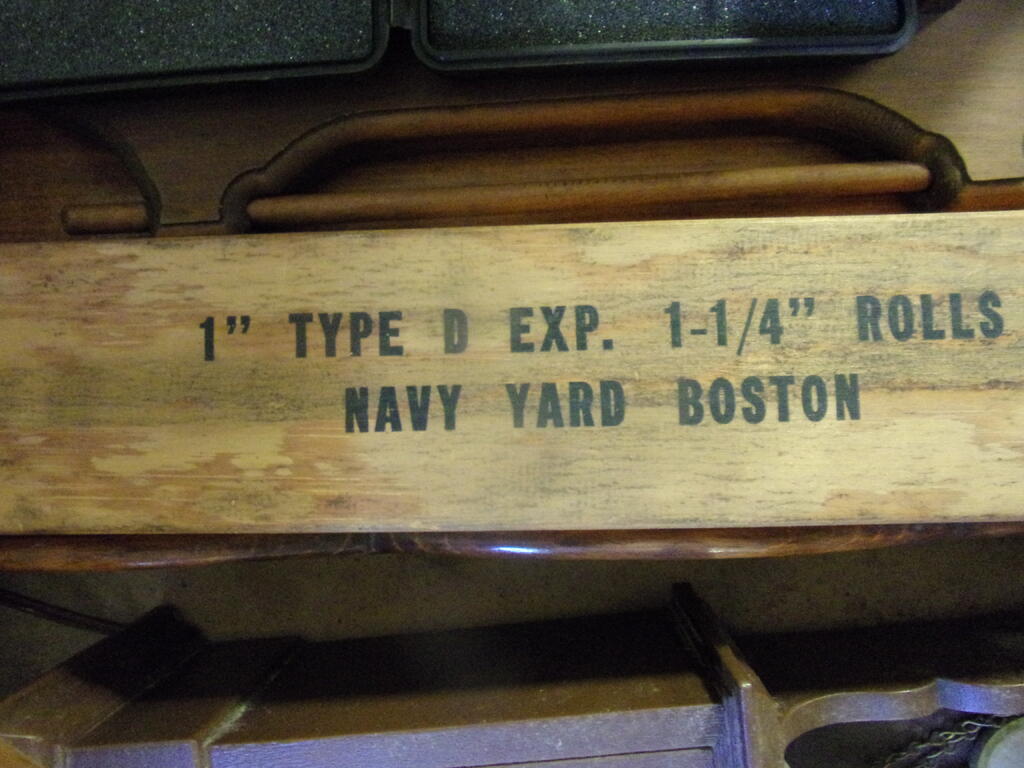 1” TYPE D EXP. 1-1/4” ROLLS
NAVY YARD BOSTON